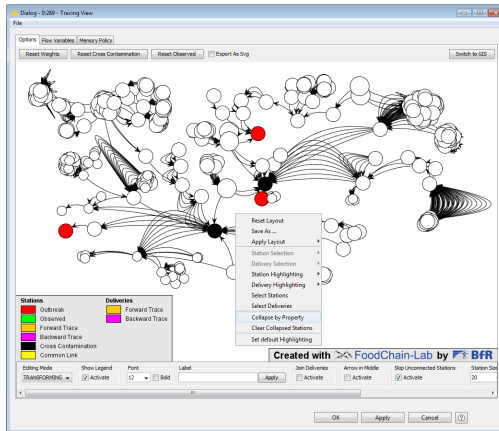 Dialog - 0:289 - Tracing View
File
Options Flow Variables Memory Policy
Reset Weights Reset Cross Contamination Reset Observed Export As Svg Switch to GIS
Reset Layout
Save As ...
Apply Layout
Station Selection
Delivery Selection
Station Highlighting
Delivery Highlighting
Select Stations
Select Deliveries
Collapse by Property
Clear Collapsed Stations
Set default Highlighting
Stations Deliveries
Outbreak Forward Trace
Observed Backward Trace
Forward Trace
Backward Trace
Cross Contamination
Common Link
Created with FoodChain-Lab by BfR
Editing Mode Show Legend Font Label Join Deliveries Arrow in Middle Skip Unconnected Stations Station Size
TRANSFORMING Activate 12 Bold Apply Activate Activate Activate 20
OK Apply Cancel ?